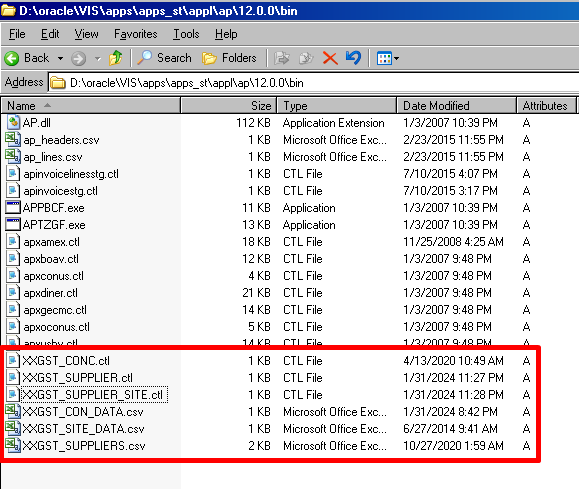 D:\oracle\VIS\apps\apps_st\appl\ap\12.0.0\bin
File Edit View Favorites Tools Help
Back Search Folders
Address D:\oracle\VIS\apps\apps_st\appl\ap\12.0.0\bin
Name Size Type Date Modified Attributes
AP.dll 112 KB Application Extension 1/3/2007 10:39 PM A
ap_headers.csv 1 KB Microsoft Office Exc... 2/23/2015 11:55 PM A
ap_lines.csv 1 KB Microsoft Office Exc... 2/23/2015 11:55 PM A
apinvoicelinesstg.ctl 1 KB CTL File 7/10/2015 4:07 PM A
apinvoicestg.ctl 1 KB CTL File 7/10/2015 3:17 PM A
APPBCF.exe 11 KB Application 1/3/2007 10:39 PM A
APTZGF.exe 13 KB Application 1/3/2007 10:39 PM A
apxamex.ctl 18 KB CTL File 11/25/2008 4:25 AM A
apxboav.ctl 12 KB CTL File 1/3/2007 9:48 PM A
apxconus.ctl 4 KB CTL File 1/3/2007 9:48 PM A
apxdiner.ctl 21 KB CTL File 1/3/2007 9:48 PM A
apxgecmc.ctl 14 KB CTL File 1/3/2007 9:48 PM A
apxoconus.ctl 5 KB CTL File 1/3/2007 9:48 PM A
apxusbv.ctl 14 KB CTL File 1/3/2007 9:48 PM A
XXGST_CONC.ctl 1 KB CTL File 4/13/2020 10:49 AM A
XXGST_SUPPLIER.ctl 1 KB CTL File 1/31/2024 11:27 PM A
XXGST_SUPPLIER_SITE.ctl 1 KB CTL File 1/31/2024 11:28 PM A
XXGST_CON_DATA.csv 1 KB Microsoft Office Exc... 1/31/2024 8:42 PM A
XXGST_SITE_DATA.csv 1 KB Microsoft Office Exc... 6/27/2014 9:41 AM A
XXGST_SUPPLIERS.csv 2 KB Microsoft Office Exc... 10/27/2020 1:59 AM A